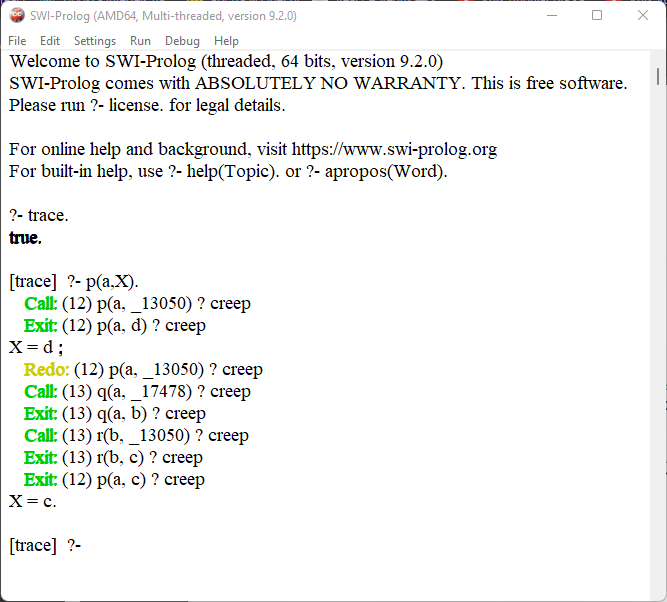 SWI-Prolog (AMD64, Multi-threaded, version 9.2.0)
File Edit Settings Run Debug Help
Welcome to SWI-Prolog (threaded, 64 bits, version 9.2.0)
SWI-Prolog comes with ABSOLUTELY NO WARRANTY. This is free software.
Please run ?- license. for legal details.
For online help and background, visit https://www.swi-prolog.org
For built-in help, use ?- help(Topic). or ?- apropos(Word).
?- trace.
true.
[trace]  ?- p(a,X).
Call: (12) p(a, _13050) ? creep
Exit: (12) p(a, d) ? creep
X = d ;
Redo: (12) p(a, _13050) ? creep
Call: (13) q(a, _17478) ? creep
Exit: (13) q(a, b) ? creep
Call: (13) r(b, _13050) ? creep
Exit: (13) r(b, c) ? creep
Exit: (12) p(a, c) ? creep
X = c.
[trace]  ?-